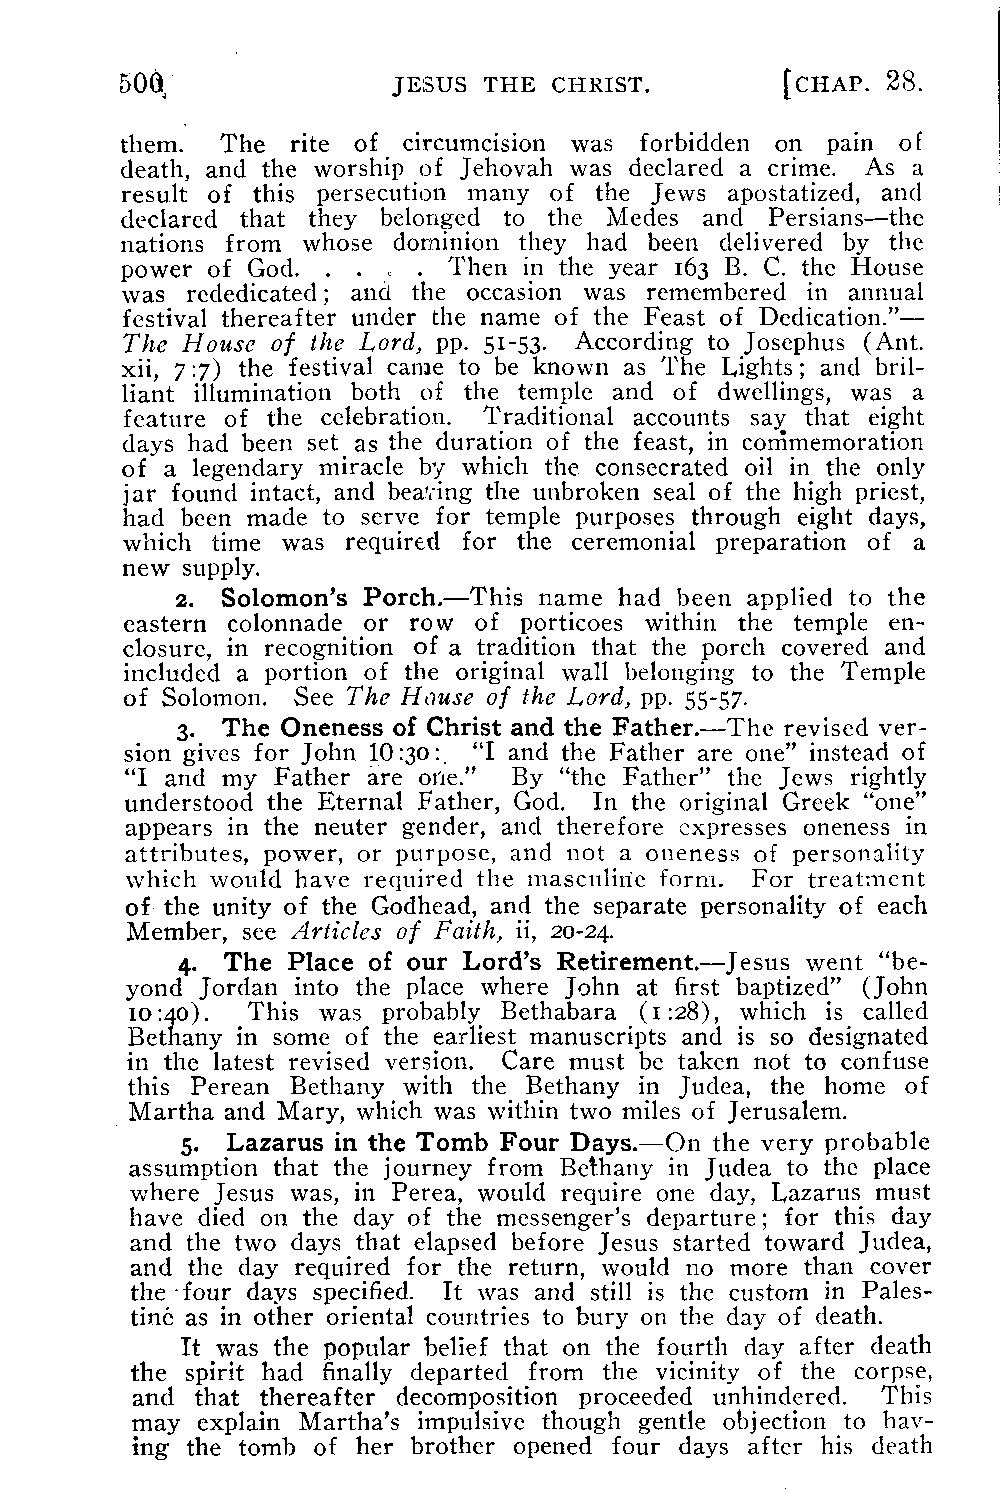 500 JESUS THE CHRIST. [CHAP. 28.
them. The rite of circumcision was forbidden on pain of
death, and the worship of Jehovah was declared a crime. As a
result of this persecution many of the Jews apostatized, and
declared that they belonged to the Medes and Persians—the
nations from whose dominion they had been delivered by the
power of God. . . . . Then in the year 163 B. C. the House
was rededicated; and the occasion was remembered in annual
festival thereafter under the name of the Feast of Dedication."—
The House of the Lord, pp. 51-53. According to Josephus (Ant.
xii, 7:7) the festival came to be known as The Lights; and bril-
liant illumination both of the temple and of dwellings, was a
feature of the celebration. Traditional accounts say that eight
days had been set as the duration of the feast, in commemoration
of a legendary miracle by which the consecrated oil in the only
jar found intact, and bearing the unbroken seal of the high priest,
had been made to serve for temple purposes through eight days,
which time was required for the ceremonial preparation of a
new supply.
2. Solomon's Porch.—This name had been applied to the
eastern colonnade or row of porticoes within the temple en-
closure, in recognition of a tradition that the porch covered and
included a portion of the original wall belonging to the Temple
of Solomon. See The House of the Lord, pp. 55-57.
3. The Oneness of Christ and the Father.—The revised ver-
sion gives for John 10:30: "I and the Father are one" instead of
"I and my Father are one." By "the Father" the Jews rightly
understood the Eternal Father, God. In the original Greek "one"
appears in the neuter gender, and therefore expresses oneness in
attributes, power, or purpose, and not a oneness of personality
which would have required the masculine form. For treatment
of the unity of the Godhead, and the separate personality of each
Member, see Articles of Faith, ii, 20-24.
4. The Place of our Lord's Retirement.—Jesus went "be-
yond Jordan into the place where John at first baptized" (John
10:40). This was probably Bethabara (1:28), which is called
Bethany in some of the earliest manuscripts and is so designated
in the latest revised version. Care must be taken not to confuse
this Perean Bethany with the Bethany in Judea, the home of
Martha and Mary, which was within two miles of Jerusalem.
5. Lazarus in the Tomb Four Days.—On the very probable
assumption that the journey from Bethany in Judea to the place
where Jesus was, in Perea, would require one day, Lazarus must
have died on the day of the messenger's departure; for this day
and the two days that elapsed before Jesus started toward Judea,
and the day required for the return, would no more than cover
the four days specified. It was and still is the custom in Pales-
tine as in other oriental countries to bury on the day of death.
It was the popular belief that on the fourth day after death
the spirit had finally departed from the vicinity of the corpse,
and that thereafter decomposition proceeded unhindered. This
may explain Martha's impulsive though gentle objection to hav-
ing the tomb of her brother opened four days after his death